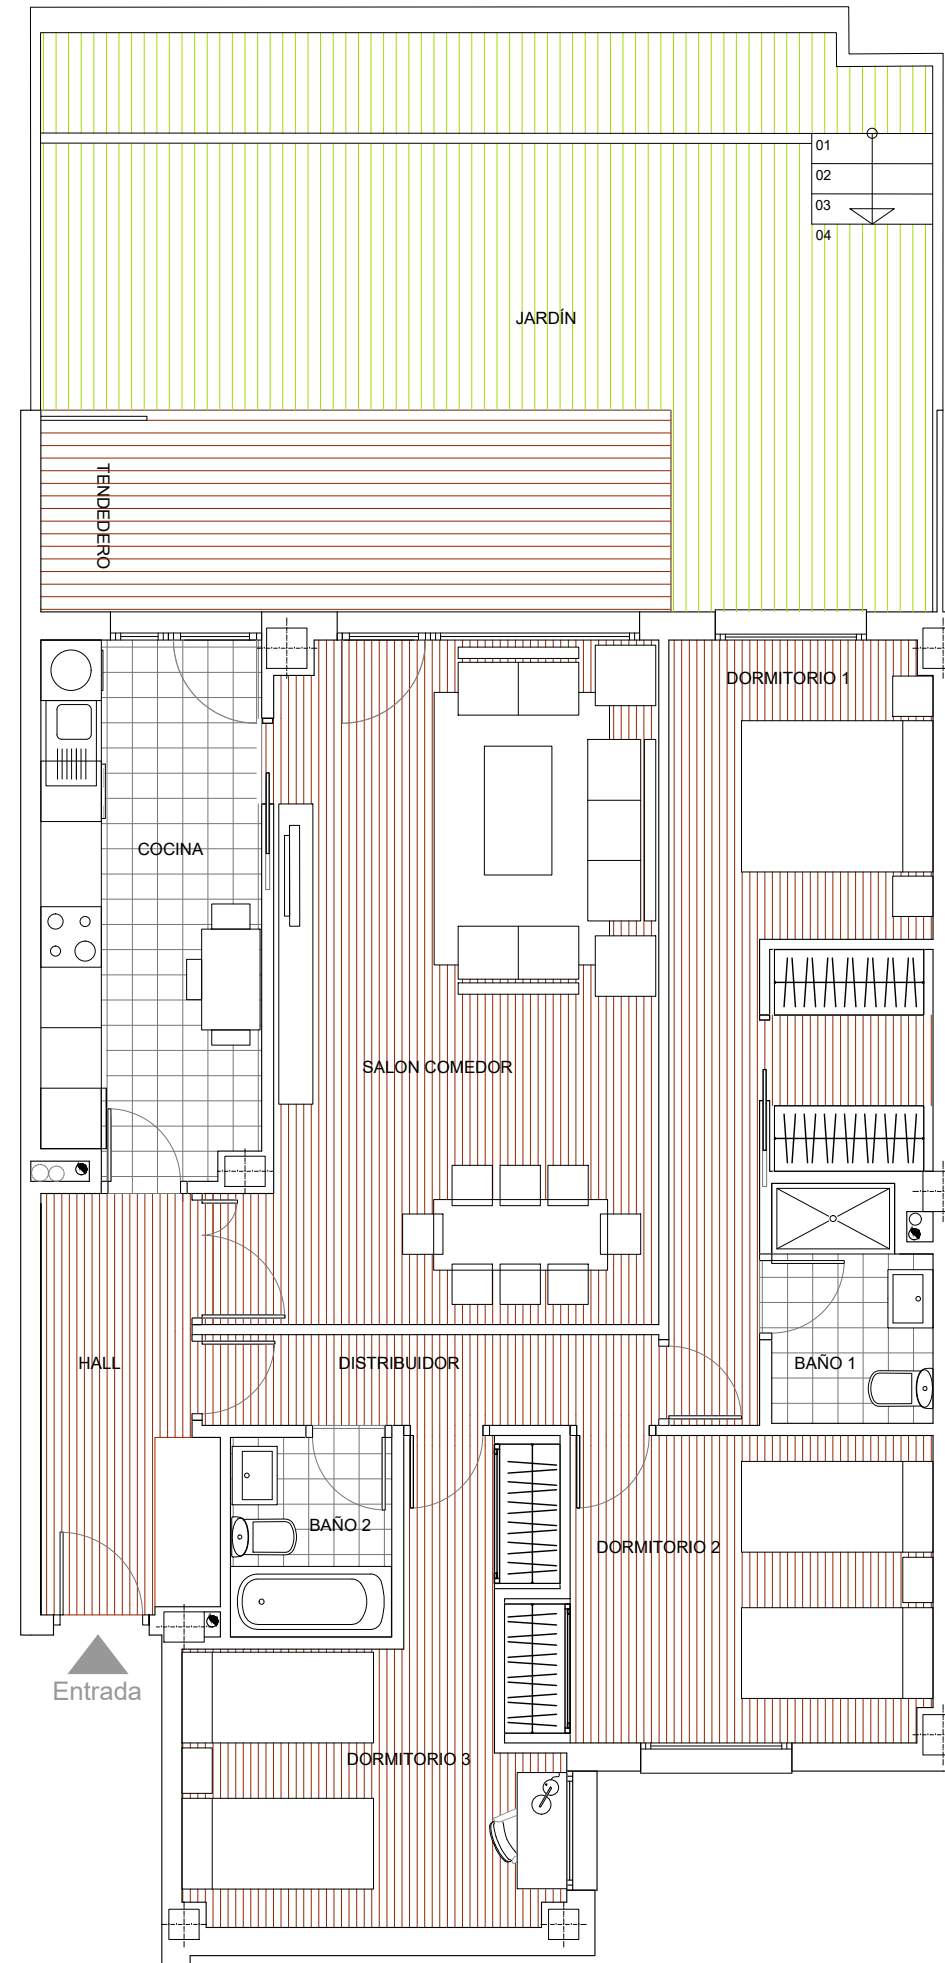 01
02
03
04
JARDÍN
TENDEDERO
DORMITORIO 1
COCINA
SALON COMEDOR
HALL
DISTRIBUIDOR
BAÑO 1
BAÑO 2
DORMITORIO 2
Entrada
DORMITORIO 3